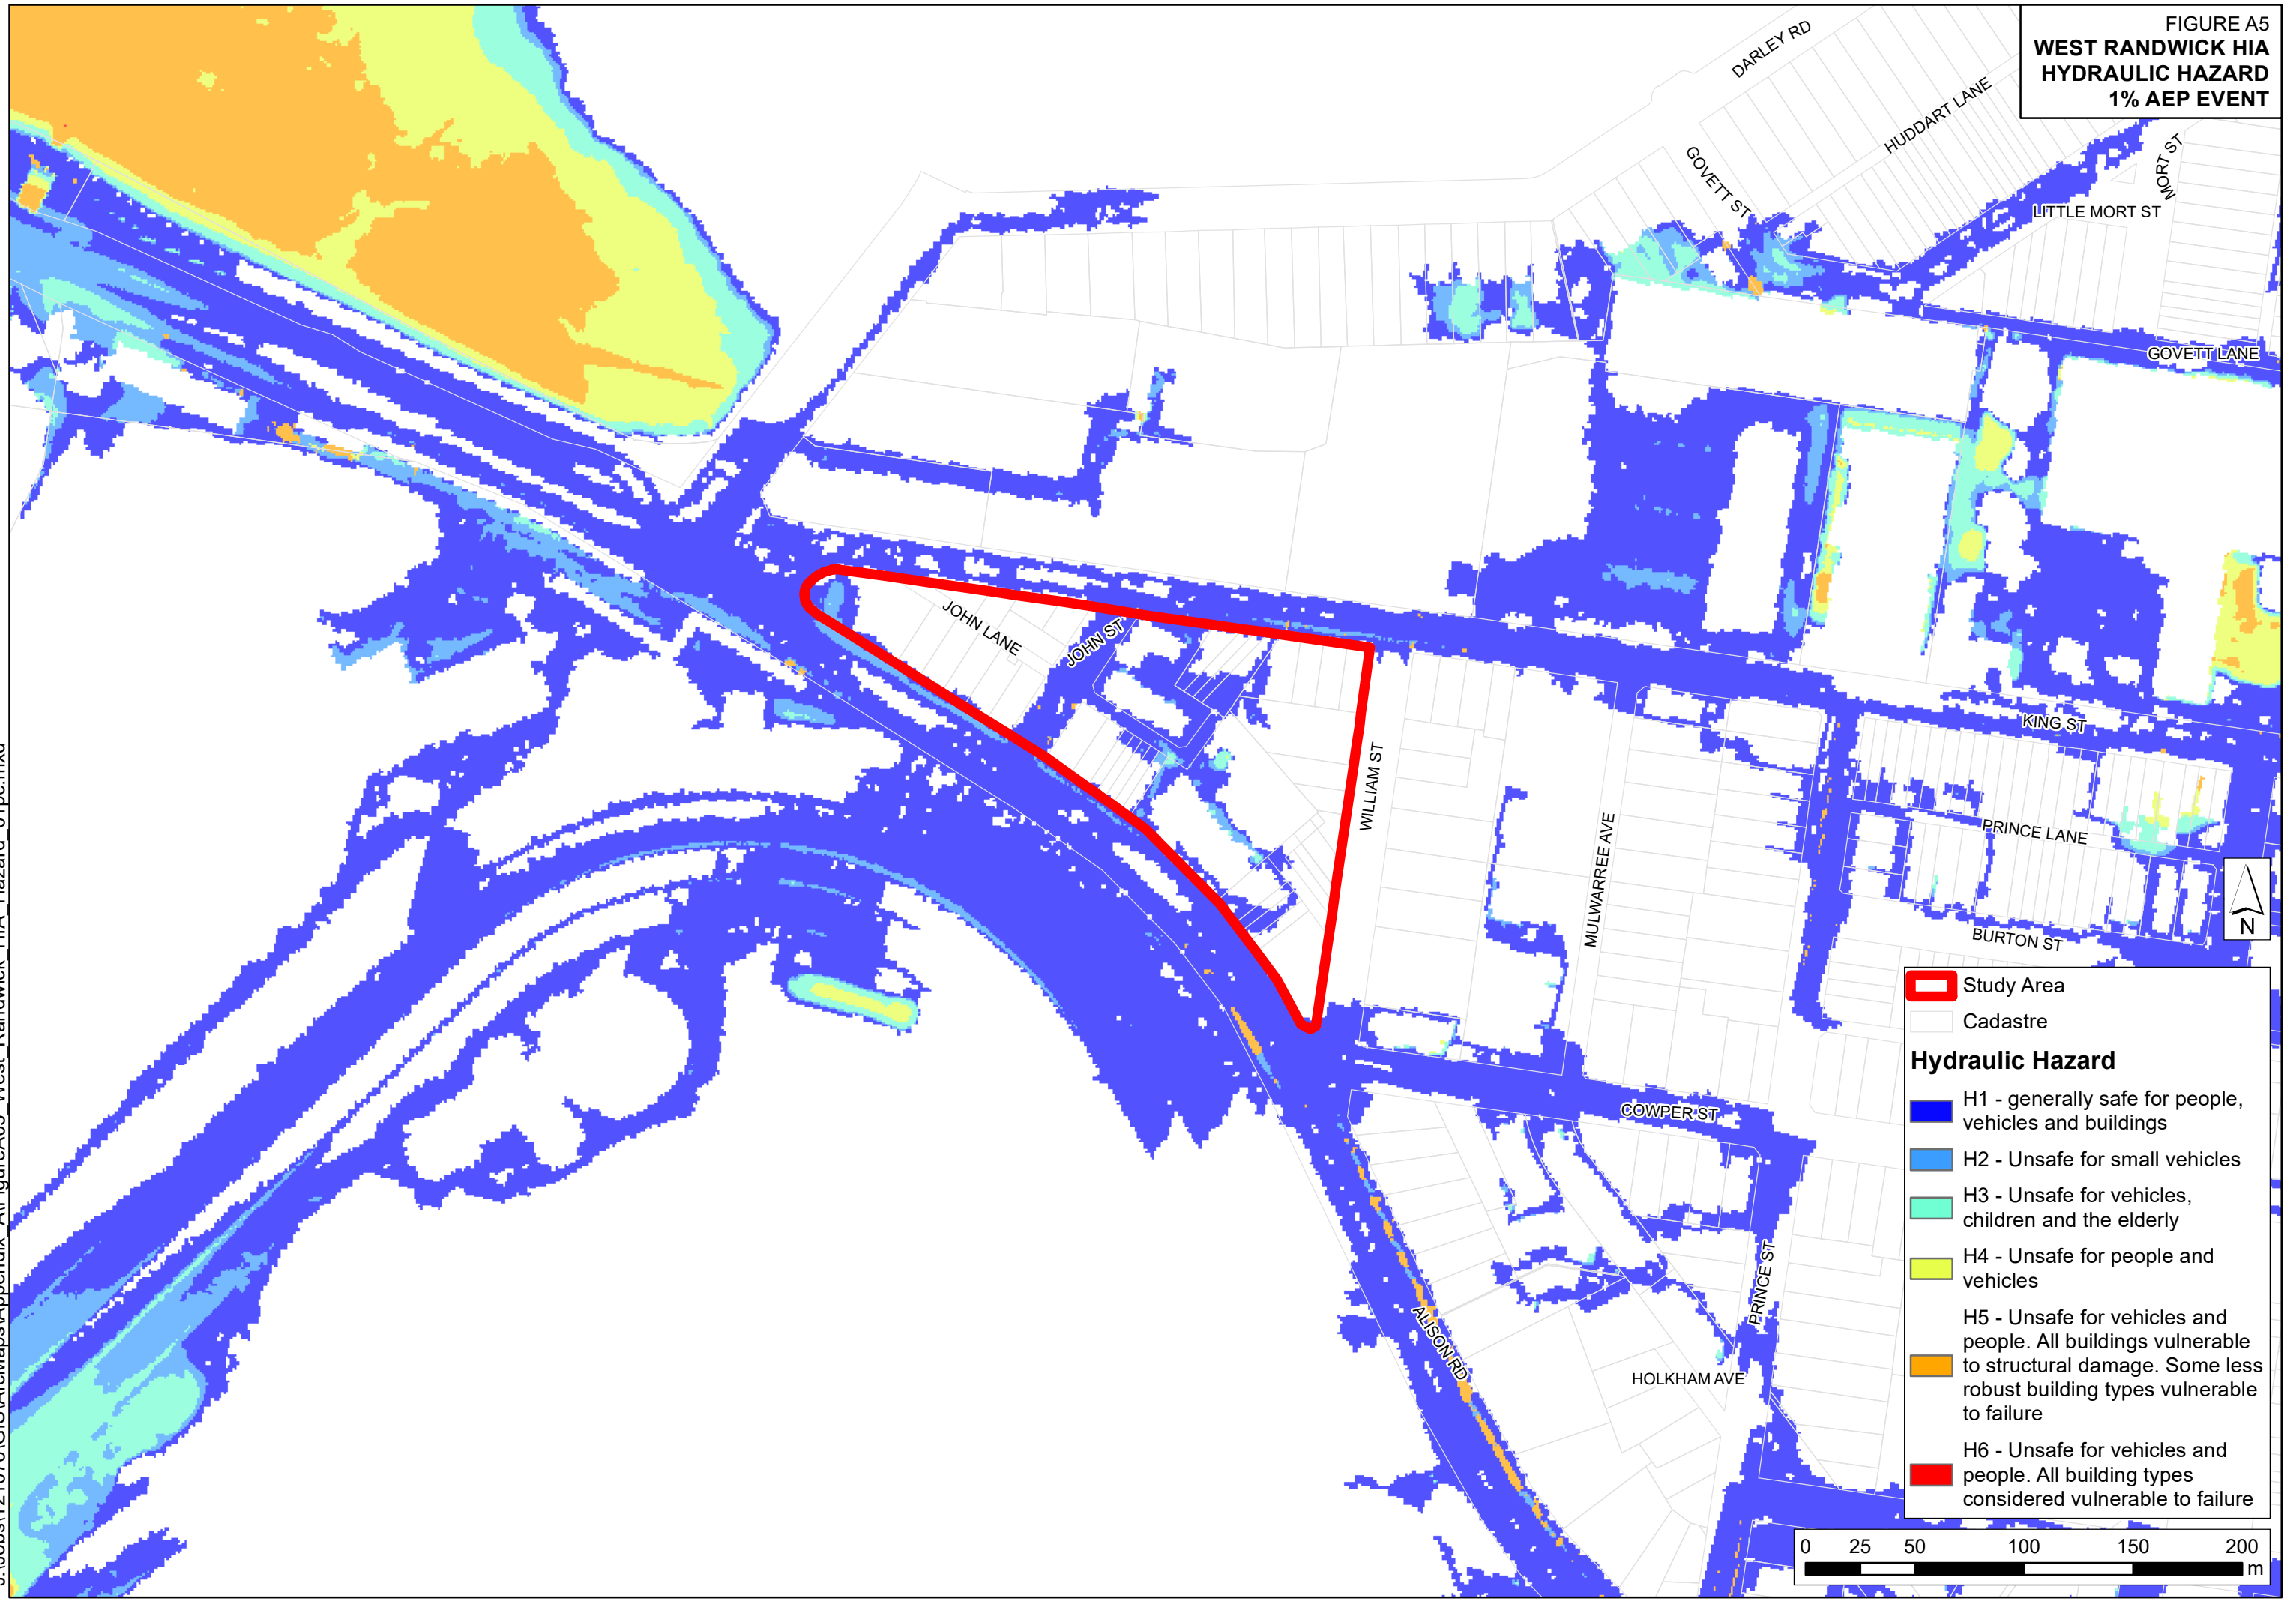 FIGURE A5
WEST RANDWICK HIA
HYDRAULIC HAZARD
1% AEP EVENT
DARLEY RD
HUDDART LANE
GOVETT ST
MORT ST
LITTLE MORT ST
GOVETT LANE
JOHN LANE
JOHN ST
KING ST
WILLIAM ST
MULWARREE AVE
PRINCE LANE
BURTON ST
N
COWPER ST
PRINCE ST
ALISON RD
HOLKHAM AVE
Study Area
Cadastre
Hydraulic Hazard
H1 - generally safe for people,
vehicles and buildings
H2 - Unsafe for small vehicles
H3 - Unsafe for vehicles,
children and the elderly
H4 - Unsafe for people and
vehicles
H5 - Unsafe for vehicles and
people. All buildings vulnerable
to structural damage. Some less
robust building types vulnerable
to failure
H6 - Unsafe for vehicles and
people. All building types
considered vulnerable to failure
0 25 50 100 150 200
m